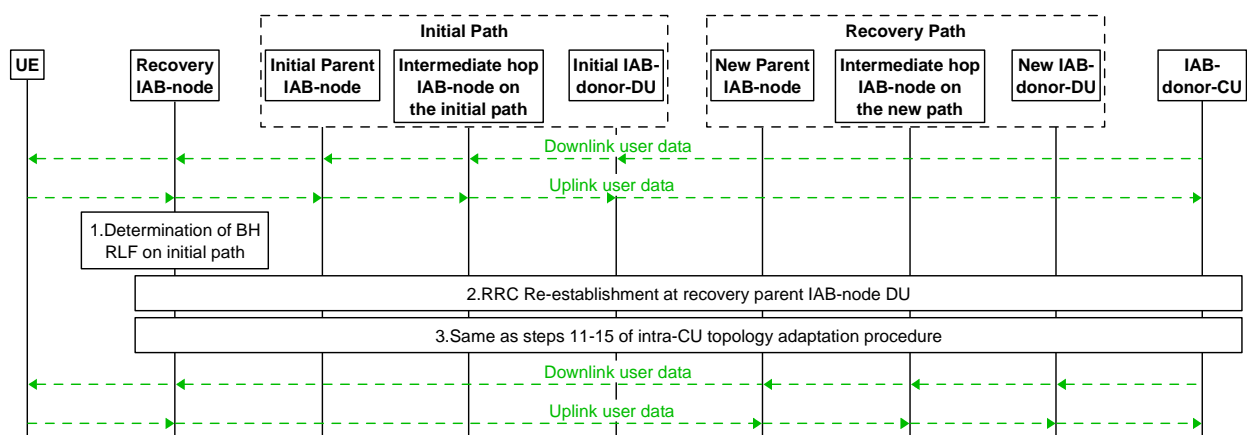 Initial Path
Recovery Path
UE
Recovery
IAB-node
Initial Parent
IAB-node
Intermediate hop
IAB-node on
the initial path
Initial IAB-
donor-DU
New Parent
IAB-node
Intermediate hop
IAB-node on
the new path
New IAB-
donor-DU
IAB-
donor-CU
Downlink user data
Uplink user data
1.Determination of BH
RLF on initial path
2.RRC Re-establishment at recovery parent IAB-node DU
3.Same as steps 11-15 of intra-CU topology adaptation procedure
Downlink user data
Uplink user data